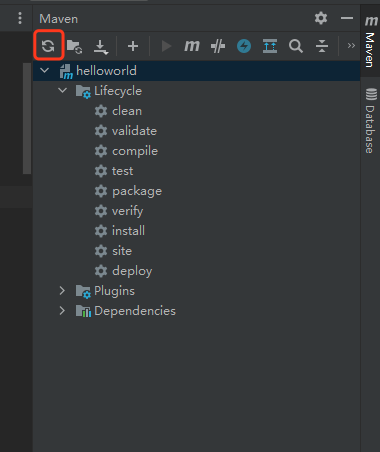 Maven
helloworld
Lifecycle
clean
validate
compile
test
package
verify
install
site
deploy
Plugins
Dependencies
Maven
Database